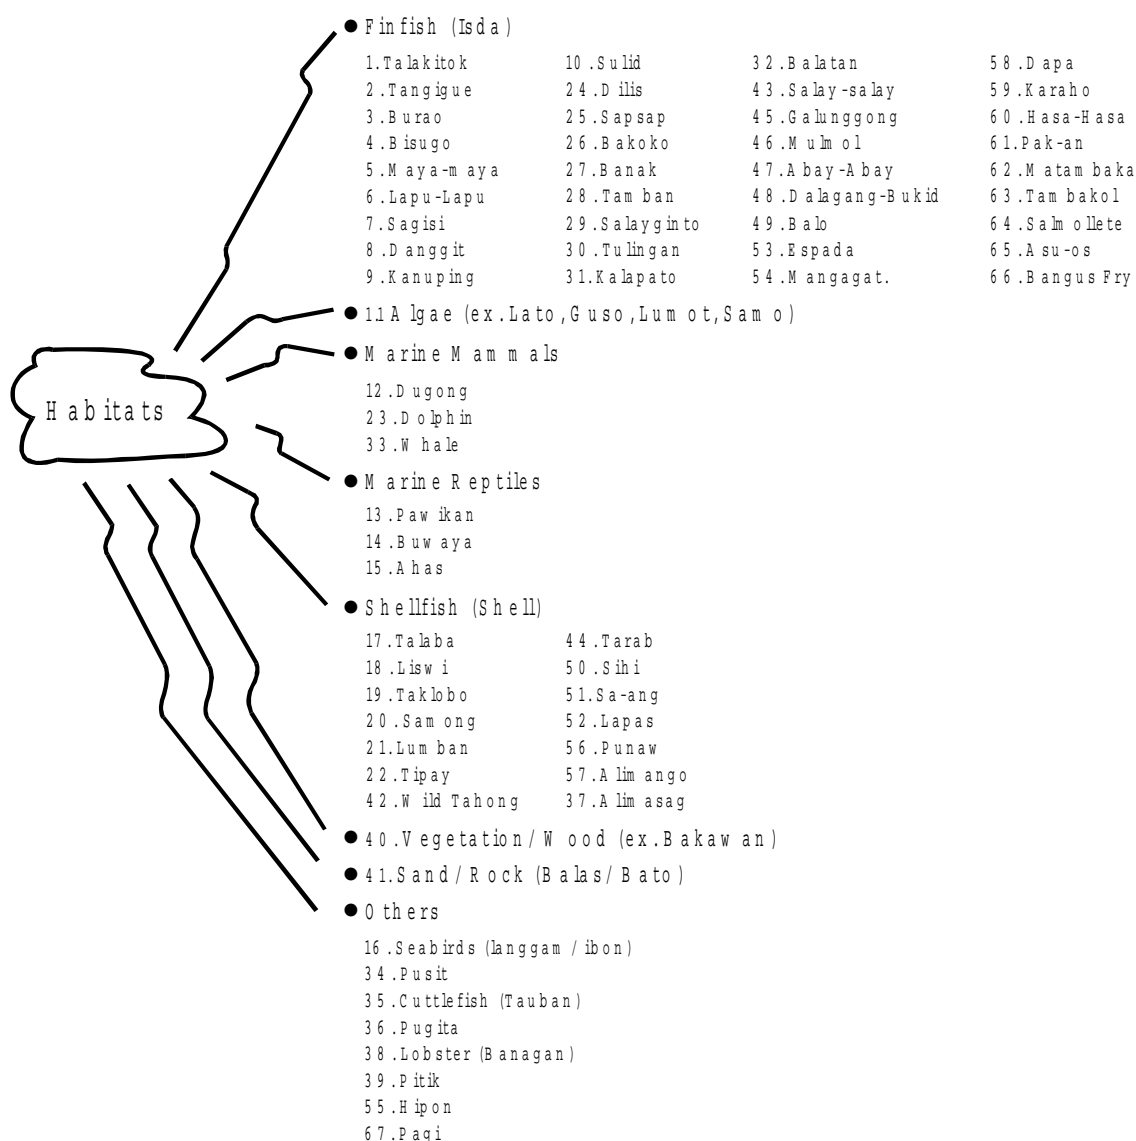 Habitats
● Finfish (Isda)
1.Talakitok
2.Tangigue
3.Burao
4.Bisugo
5.Maya-maya
6.Lapu-Lapu
7.Sagisi
8.Danggit
9.Kanuping
10.Sulid
24.Dilis
25.Sapsap
26.Bakoko
27.Banak
28.Tamban
29.Salayginto
30.Tulingan
31.Kalapato
32.Balatan
43.Salay-salay
45.Galunggong
46.Mulmol
47.Abay-Abay
48.Dalagang-Bukid
49.Balo
53.Espada
54.Mangagat.
58.Dapa
59.Karaho
60.Hasa-Hasa
61.Pak-an
62.Matambaka
63.Tambakol
64.Salmollete
65.Asu-os
66.Bangus Fry
● 1.1 Algae (ex.Lato,Guso,Lumot,Samo)
● Marine Mammals
12.Dugong
23.Dolphin
33.Whale
● Marine Reptiles
13.Pawikan
14.Buwaya
15.Ahas
● Shellfish (Shell)
17.Talaba
18.Liswi
19.Taklobo
20.Samong
21.Lumban
22.Tipay
42.Wild Tahong
44.Tarab
50.Sihi
51.Sa-ang
52.Lapas
56.Punaw
57.Alimango
37.Alimasag
● 40.Vegetation/Wood (ex.Bakawan)
● 41.Sand/Rock (Balas/Bato)
● Others
16.Seabirds (langgam/ibon)
34.Pusit
35.Cuttlefish (Tauban)
36.Pugita
38.Lobster (Banagan)
39.Pitik
55.Hipon
67.Pagi